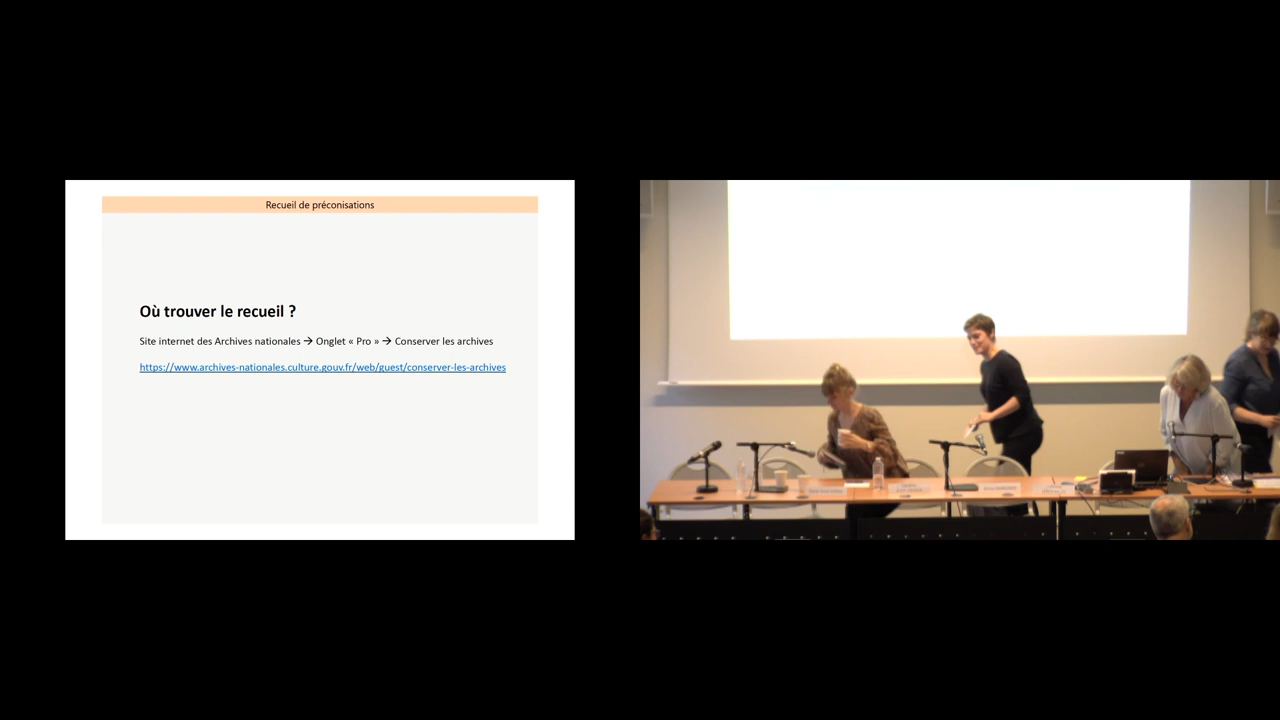 Recueil de préconisations
Où trouver le recueil ?
Site internet des Archives nationales → Onglet « Pro » → Conserver les archives
https://www.archives-nationales.culture.gouv.fr/web/guest/conserver-les-archives